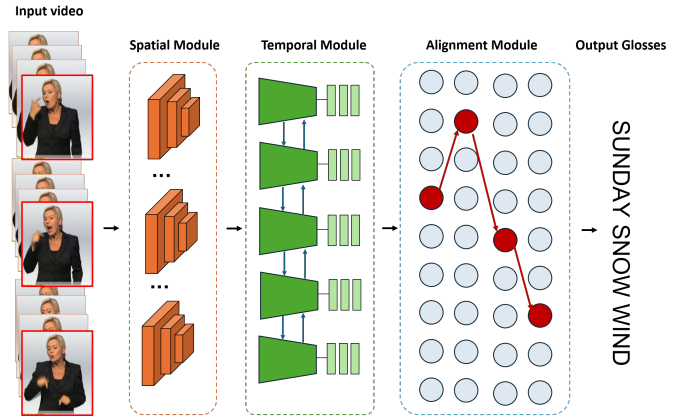 Input video
Spatial Module
Temporal Module
Alignment Module
Output Glosses
...
...
SUNDAY SNOW WIND